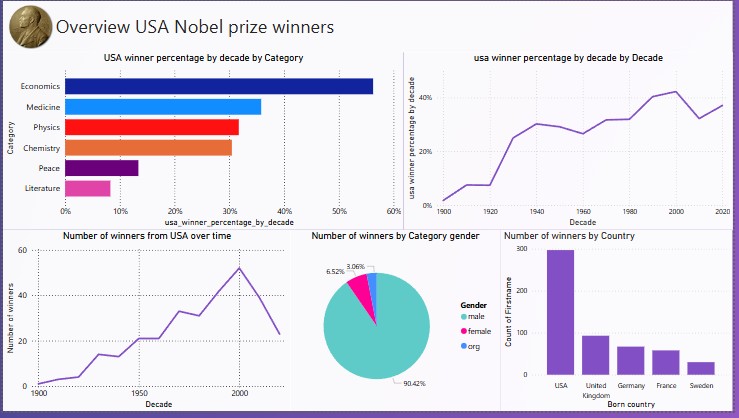 Overview USA Nobel prize winners
USA winner percentage by decade by Category
Category
Economics
Medicine
Physics
Chemistry
Peace
Literature
0% 10% 20% 30% 40% 50% 60%
usa_winner_percentage_by_decade
usa winner percentage by decade by Decade
usa winner percentage by decade
40%
20%
0%
1900 1920 1940 1960 1980 2000 2020
Decade
Number of winners from USA over time
Number of winners
60
40
20
0
1900 1950 2000
Decade
Number of winners by Category gender
3.06%
6.52%
90.42%
Gender
male
female
org
Number of winners by Country
Count of Firstname
300
200
100
0
USA United Kingdom Germany France Sweden
Born country